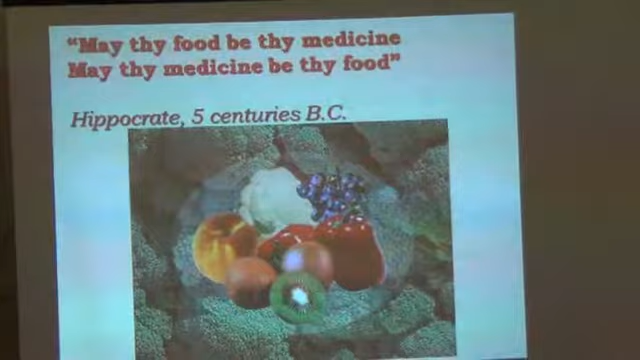 “May thy food be thy medicine
May thy medicine be thy food”
Hippocrate, 5 centuries B.C.